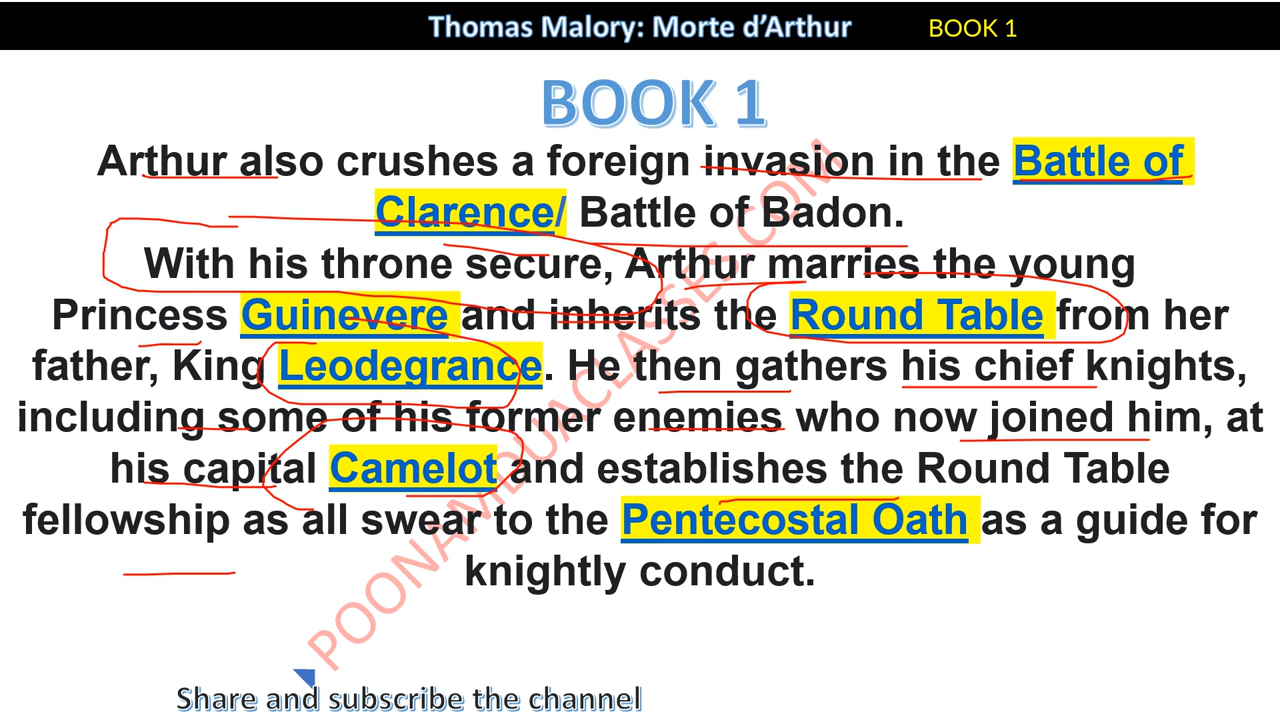 Thomas Malory: Morte d’Arthur BOOK 1
BOOK 1
Arthur also crushes a foreign invasion in the Battle of
Clarence/ Battle of Badon.
With his throne secure, Arthur marries the young
Princess Guinevere and inherits the Round Table from her
father, King Leodegrance. He then gathers his chief knights,
including some of his former enemies who now joined him, at
his capital Camelot and establishes the Round Table
fellowship as all swear to the Pentecostal Oath as a guide for
knightly conduct.
POONAMDUACLASSES.COM
Share and subscribe the channel